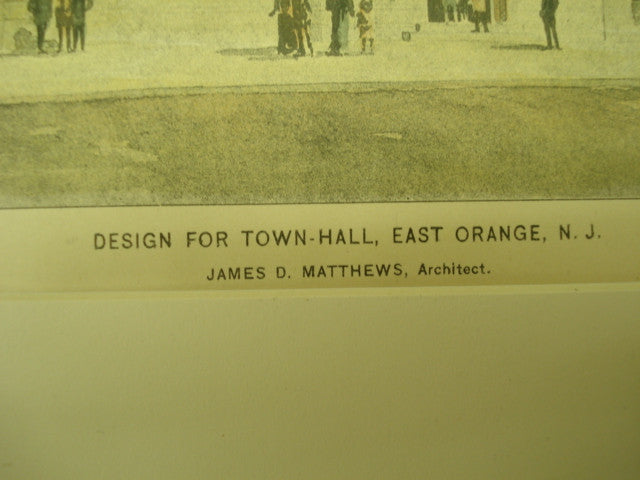 DESIGN FOR TOWN-HALL, EAST ORANGE, N. J.
JAMES D. MATTHEWS, Architect.